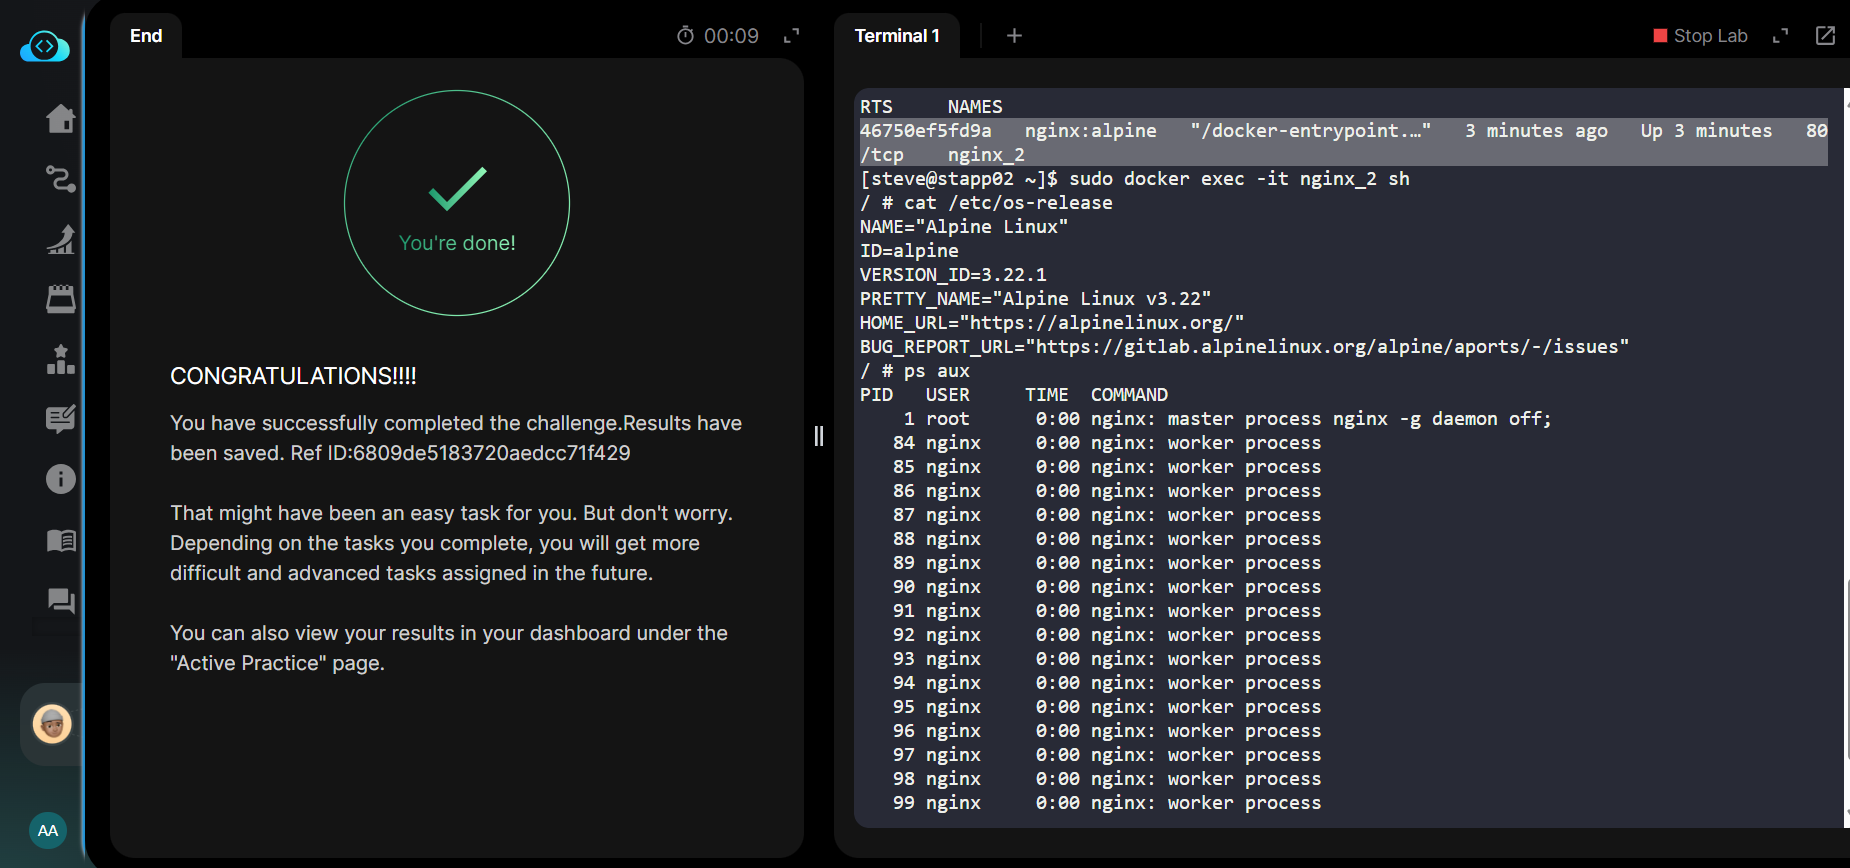 End
00:09
You're done!
CONGRATULATIONS!!!!
You have successfully completed the challenge.Results have
been saved. Ref ID:6809de5183720aedcc71f429
That might have been an easy task for you. But don't worry.
Depending on the tasks you complete, you will get more
difficult and advanced tasks assigned in the future.
You can also view your results in your dashboard under the
"Active Practice" page.
AA
Terminal 1
+
Stop Lab
RTS     NAMES
46750ef5fd9a   nginx:alpine   "/docker-entrypoint.…"   3 minutes ago   Up 3 minutes   80
/tcp    nginx_2
[steve@stapp02 ~]$ sudo docker exec -it nginx_2 sh
/ # cat /etc/os-release
NAME="Alpine Linux"
ID=alpine
VERSION_ID=3.22.1
PRETTY_NAME="Alpine Linux v3.22"
HOME_URL="https://alpinelinux.org/"
BUG_REPORT_URL="https://gitlab.alpinelinux.org/alpine/aports/-/issues"
/ # ps aux
PID   USER     TIME  COMMAND
    1 root      0:00 nginx: master process nginx -g daemon off;
   84 nginx     0:00 nginx: worker process
   85 nginx     0:00 nginx: worker process
   86 nginx     0:00 nginx: worker process
   87 nginx     0:00 nginx: worker process
   88 nginx     0:00 nginx: worker process
   89 nginx     0:00 nginx: worker process
   90 nginx     0:00 nginx: worker process
   91 nginx     0:00 nginx: worker process
   92 nginx     0:00 nginx: worker process
   93 nginx     0:00 nginx: worker process
   94 nginx     0:00 nginx: worker process
   95 nginx     0:00 nginx: worker process
   96 nginx     0:00 nginx: worker process
   97 nginx     0:00 nginx: worker process
   98 nginx     0:00 nginx: worker process
   99 nginx     0:00 nginx: worker process